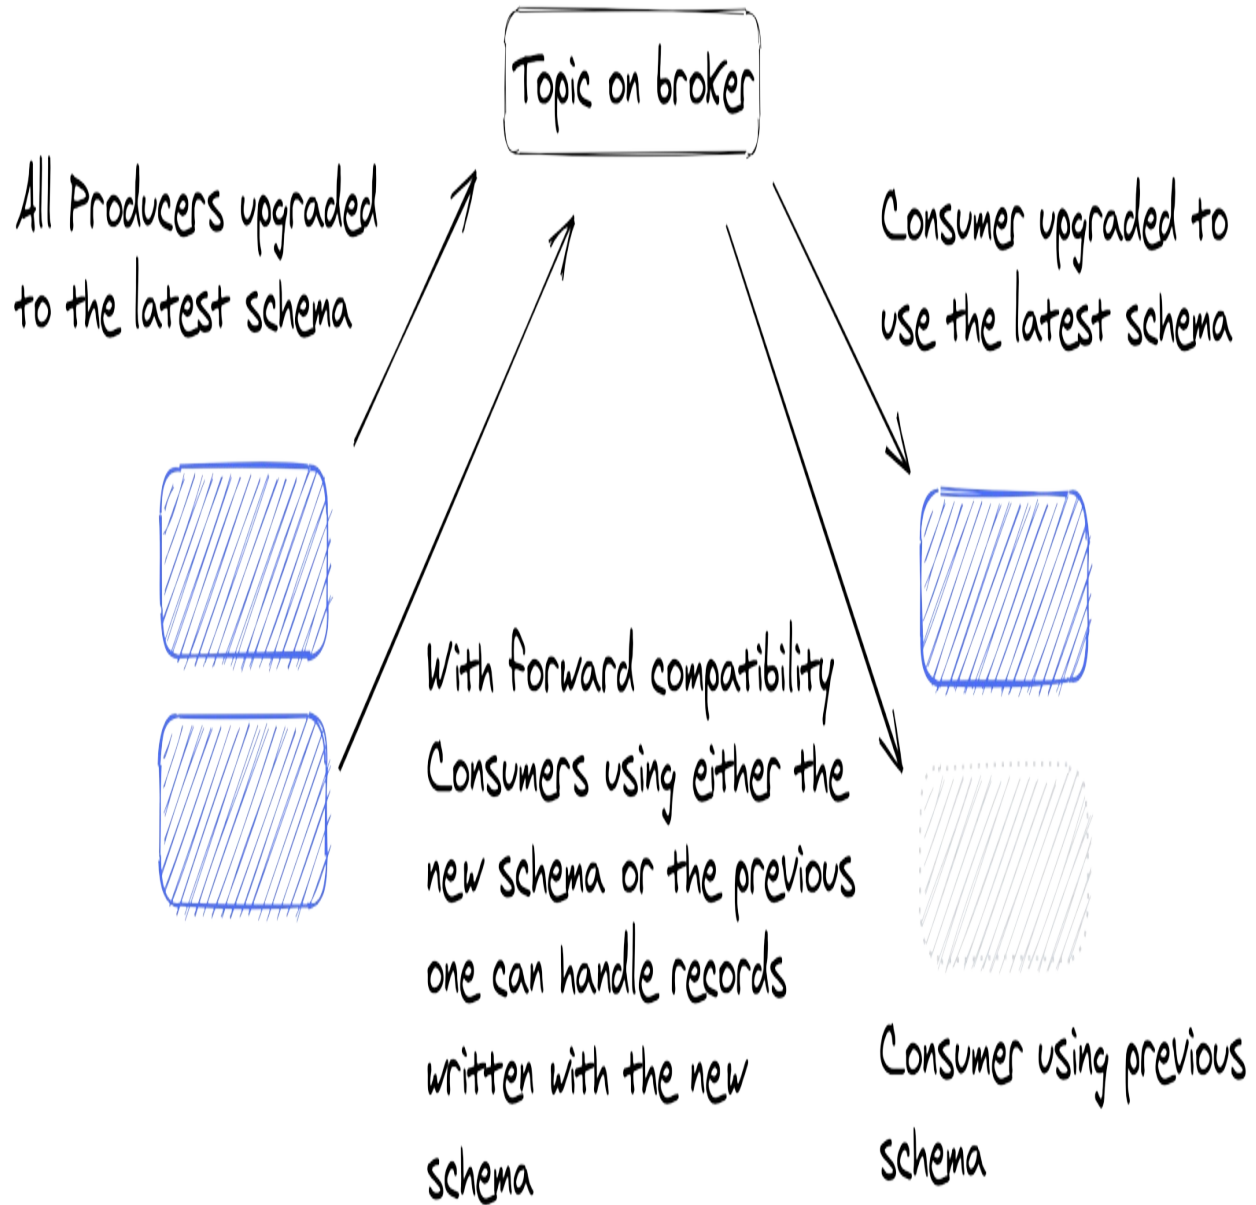 Topic on broker
All Producers upgraded
to the latest schema
Consumer upgraded to
use the latest schema
With forward compatibility
Consumers using either the
new schema or the previous
one can handle records
written with the new
schema
Consumer using previous
schema